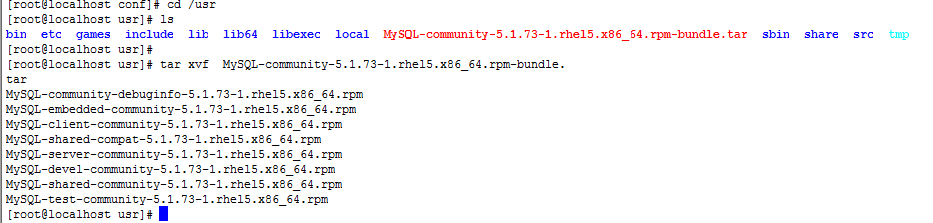 [root@localhost conf]# cd /usr
[root@localhost usr]# ls
bin etc games include lib lib64 libexec local MySQL-community-5.1.73-1.rhel5.x86_64.rpm-bundle.tar sbin share src tmp
[root@localhost usr]#
[root@localhost usr]# tar xvf MySQL-community-5.1.73-1.rhel5.x86_64.rpm-bundle.
tar
MySQL-community-debuginfo-5.1.73-1.rhel5.x86_64.rpm
MySQL-embedded-community-5.1.73-1.rhel5.x86_64.rpm
MySQL-client-community-5.1.73-1.rhel5.x86_64.rpm
MySQL-shared-compat-5.1.73-1.rhel5.x86_64.rpm
MySQL-server-community-5.1.73-1.rhel5.x86_64.rpm
MySQL-devel-community-5.1.73-1.rhel5.x86_64.rpm
MySQL-shared-community-5.1.73-1.rhel5.x86_64.rpm
MySQL-test-community-5.1.73-1.rhel5.x86_64.rpm
[root@localhost usr]#